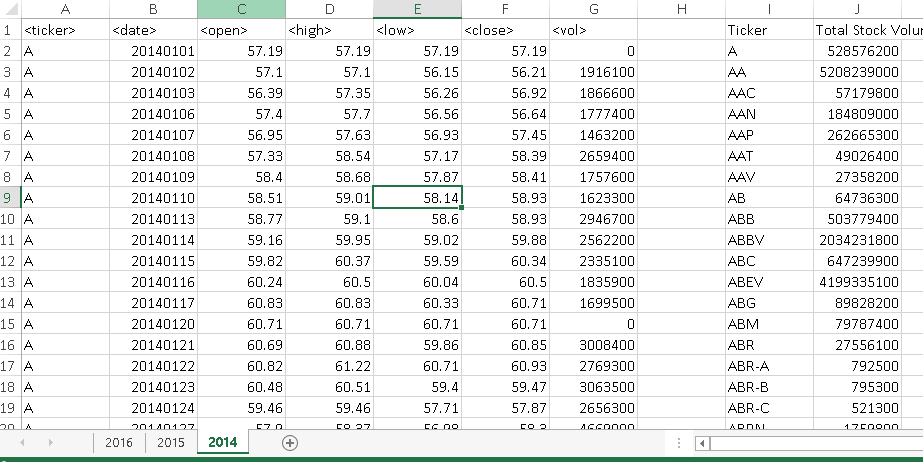 A B C D E F G H I J
1 <ticker> <date> <open> <high> <low> <close> <vol> Ticker Total Stock Volu
2 A 20140101 57.19 57.19 57.19 57.19 0 A 528576200
3 A 20140102 57.1 57.1 56.15 56.21 1916100 AA 5208239000
4 A 20140103 56.39 57.35 56.26 56.92 1866600 AAC 57179800
5 A 20140106 57.4 57.7 56.56 56.64 1777400 AAN 184809000
6 A 20140107 56.95 57.63 56.93 57.45 1463200 AAP 262665300
7 A 20140108 57.33 58.54 57.17 58.39 2659400 AAT 49026400
8 A 20140109 58.4 58.68 57.87 58.41 1757600 AAV 27358200
9 A 20140110 58.51 59.01 58.14 58.93 1623300 AB 64736300
10 A 20140113 58.77 59.1 58.6 58.93 2946700 ABB 503779400
11 A 20140114 59.16 59.95 59.02 59.88 2562200 ABBV 2034231800
12 A 20140115 59.82 60.37 59.59 60.34 2335100 ABC 647239900
13 A 20140116 60.24 60.5 60.04 60.5 1835900 ABEV 4199335100
14 A 20140117 60.83 60.83 60.33 60.71 1699500 ABG 89828200
15 A 20140120 60.71 60.71 60.71 60.71 0 ABM 79787400
16 A 20140121 60.69 60.88 59.86 60.85 3008400 ABR 27556100
17 A 20140122 60.82 61.22 60.71 60.93 2769300 ABR-A 792500
18 A 20140123 60.48 60.51 59.4 59.47 3063500 ABR-B 795300
19 A 20140124 59.46 59.46 57.71 57.87 2656300 ABR-C 521300
20 A 20140127
2016 2015 2014